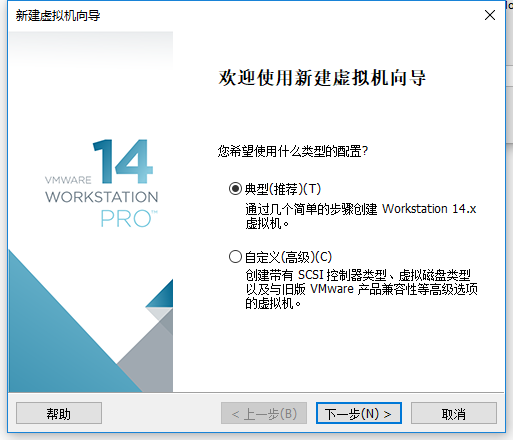 新建虚拟机向导
欢迎使用新建虚拟机向导
VMWARE 14
WORKSTATION
PRO™
您希望使用什么类型的配置?
典型(推荐)(T)
通过几个简单的步骤创建 Workstation 14.x
虚拟机。
自定义(高级)(C)
创建带有 SCSI 控制器类型、虚拟磁盘类型
以及与旧版 VMware 产品兼容性等高级选项
的虚拟机。
帮助
< 上一步(B)
下一步(N) >
取消